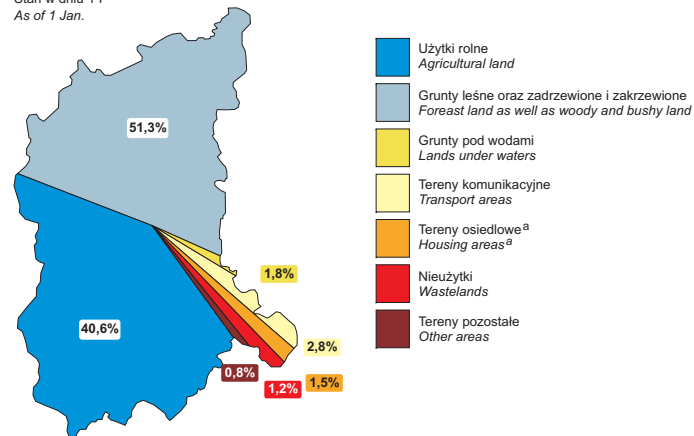 As of 1 Jan.
51,3%
40,6%
1,8%
2,8%
0,8%
1,2%
1,5%
Użytki rolne
Agricultural land
Grunty leśne oraz zadrzewione i zakrzewione
Foreast land as well as woody and bushy land
Grunty pod wodami
Lands under waters
Tereny komunikacyjne
Transport areas
Tereny osiedlowe a
Housing areas a
Nieużytki
Wastelands
Tereny pozostałe
Other areas